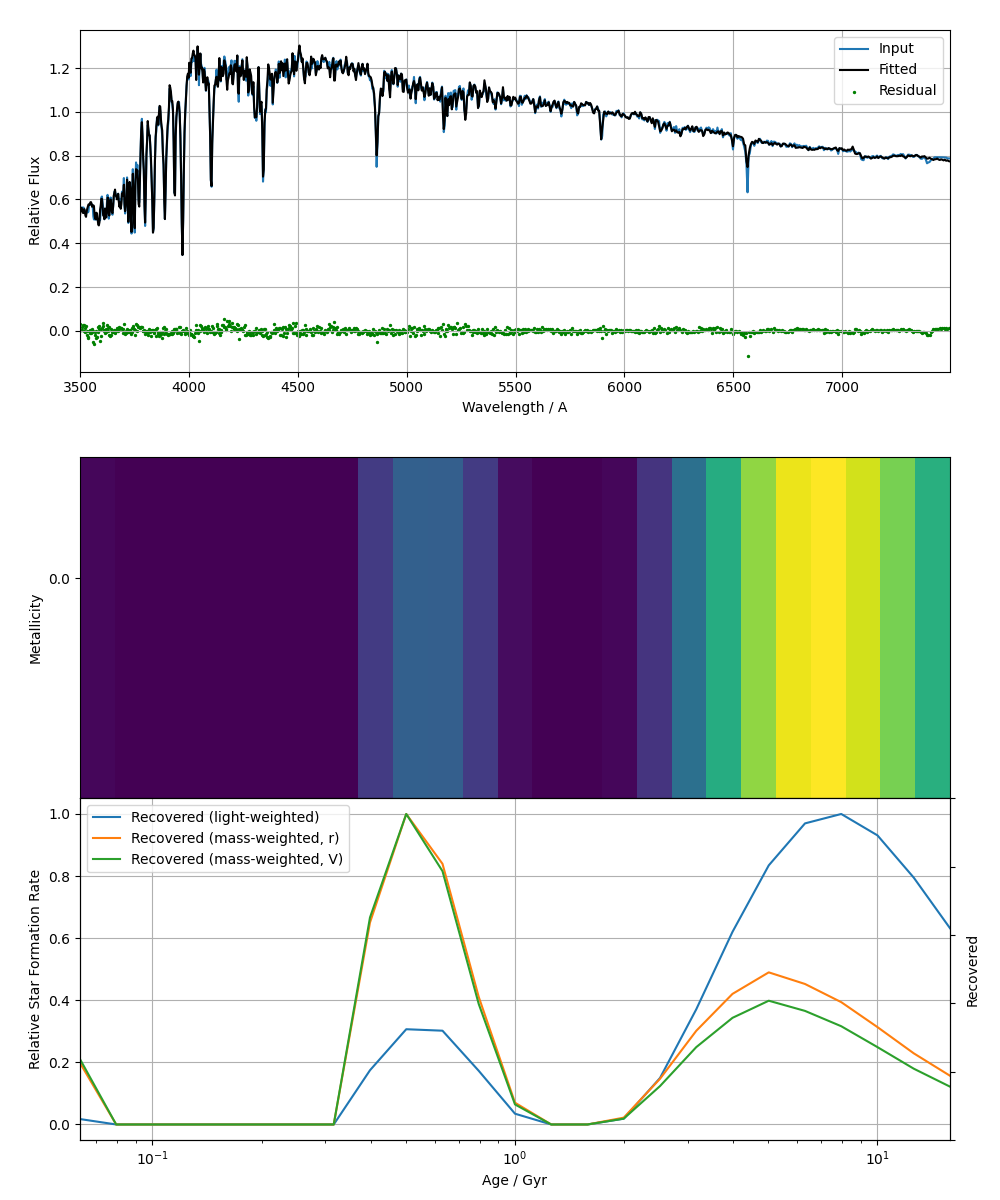 1.2
1.0
0.8
0.6
0.4
0.2
0.0
Relative Flux
Input
Fitted
Residual
3500
4000
4500
5000
5500
6000
6500
7000
Wavelength / A
0.0
Metallicity
1.0
0.8
0.6
0.4
0.2
0.0
Relative Star Formation Rate
Recovered (light-weighted)
Recovered (mass-weighted, r)
Recovered (mass-weighted, V)
Recovered
10⁻¹
10⁰
10¹
Age / Gyr